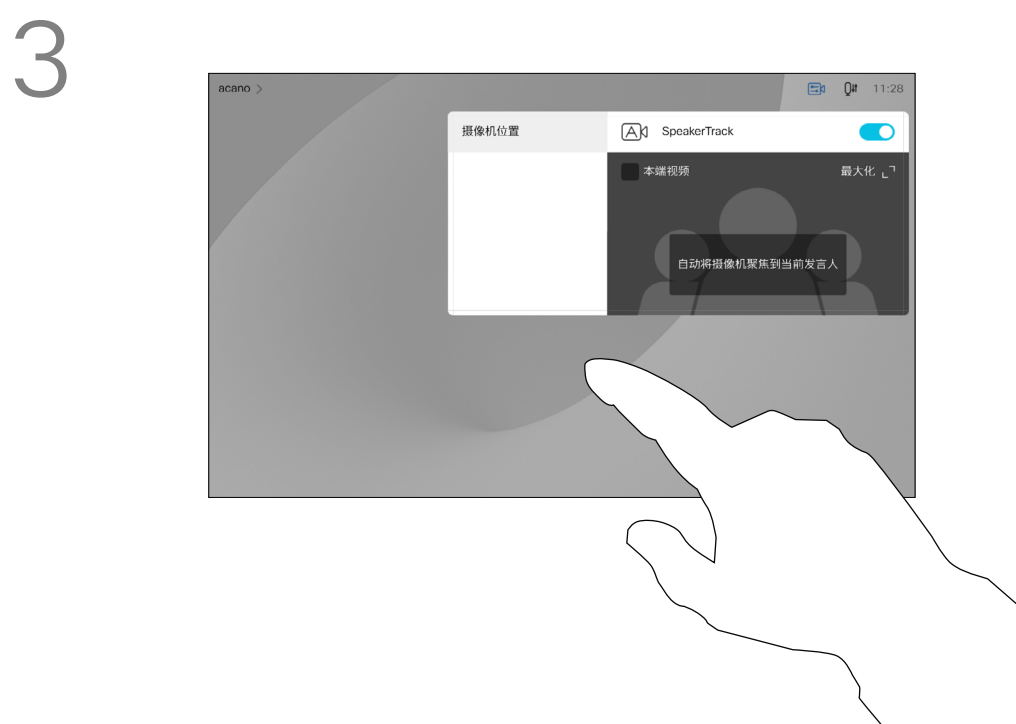 3
acano >
11:28
摄像机位置
SpeakerTrack
本端视频
最大化
自动将摄像机聚焦到当前发言人